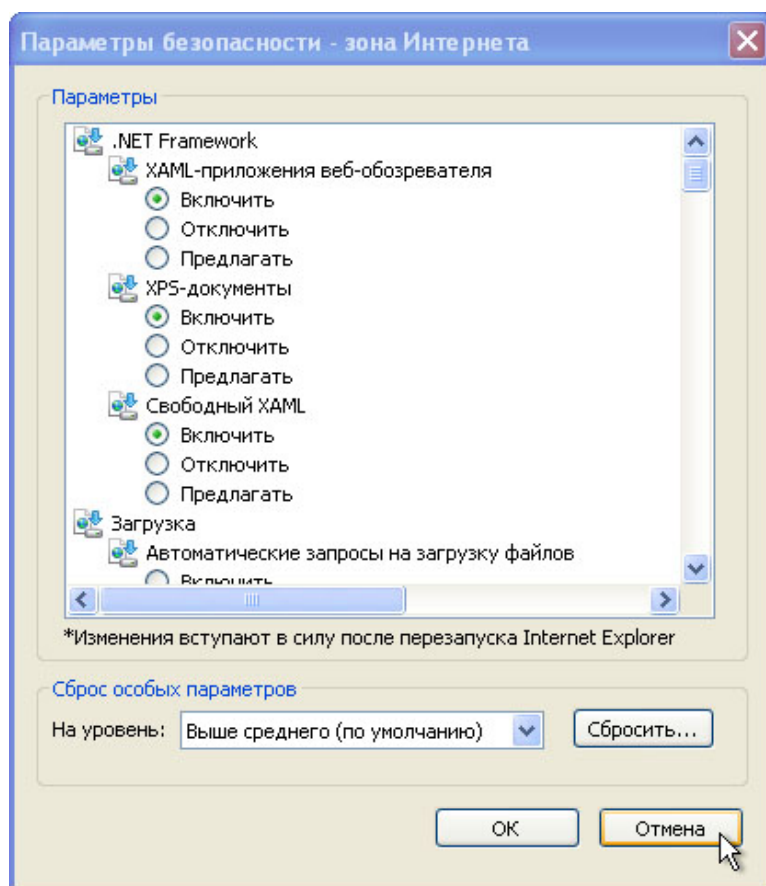 Параметры безопасности - зона Интернета
Параметры
.NET Framework
XAML-приложения веб-обозревателя
Включить
Отключить
Предлагать
XPS-документы
Включить
Отключить
Предлагать
Свободный XAML
Включить
Отключить
Предлагать
Загрузка
Автоматические запросы на загрузку файлов
Включить
*Изменения вступают в силу после перезапуска Internet Explorer
Сброс особых параметров
На уровень: Выше среднего (по умолчанию) Сбросить...
OK Отмена